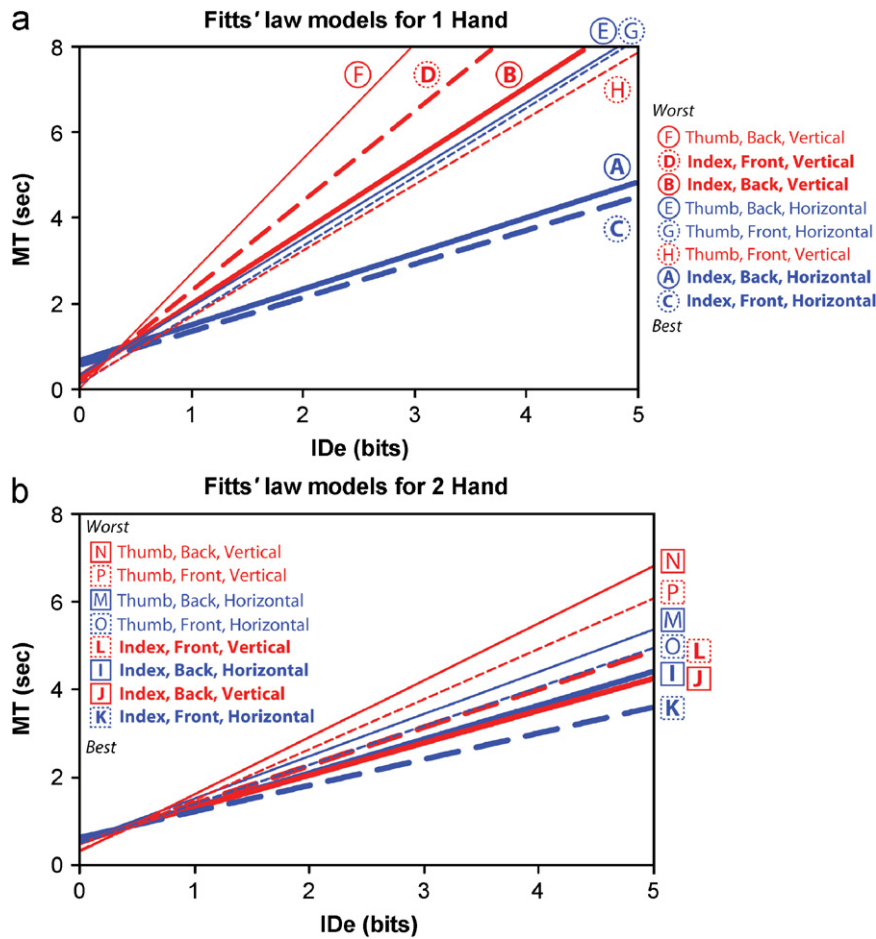 a
Fitts' law models for 1 Hand
8
6
4
2
0
MT (sec)
0 1 2 3 4 5
IDe (bits)
F
D
B
E
G
H
A
C
Worst
F Thumb, Back, Vertical
D Index, Front, Vertical
B Index, Back, Vertical
E Thumb, Back, Horizontal
G Thumb, Front, Horizontal
H Thumb, Front, Vertical
A Index, Back, Horizontal
C Index, Front, Horizontal
Best
b
Fitts' law models for 2 Hand
8
6
4
2
0
MT (sec)
0 1 2 3 4 5
IDe (bits)
Worst
N Thumb, Back, Vertical
P Thumb, Front, Vertical
M Thumb, Back, Horizontal
O Thumb, Front, Horizontal
L Index, Front, Vertical
I Index, Back, Horizontal
J Index, Back, Vertical
K Index, Front, Horizontal
Best
N
P
M
O
L
I
J
K